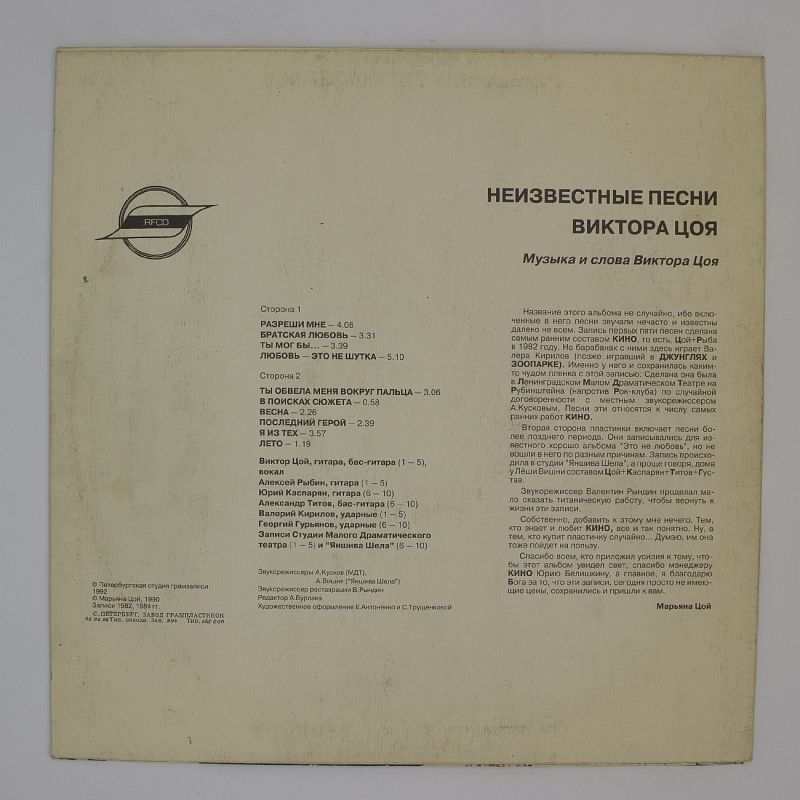 НЕИЗВЕСТНЫЕ ПЕСНИ
ВИКТОРА ЦОЯ
Музыка и слова Виктора Цоя
RFCD
Сторона 1
РАЗРЕШИ МНЕ — 4.08
БРАТСКАЯ ЛЮБОВЬ — 3.31
ТЫ МОГ БЫ... — 3.39
ЛЮБОВЬ — ЭТО НЕ ШУТКА — 5.10
Сторона 2
ТЫ ОБВЕЛА МЕНЯ ВОКРУГ ПАЛЬЦА — 3.06
В ПОИСКАХ СЮЖЕТА — 0.58
ВЕСНА — 2.26
ПОСЛЕДНИЙ ГЕРОЙ — 2.39
Я ИЗ ТЕХ — 3.57
ЛЕТО — 1.19
Виктор Цой, гитара, бас-гитара (1 — 5),
вокал
Алексей Рыбин, гитара (1 — 5)
Юрий Каспарян, гитара (6 — 10)
Александр Титов, бас-гитара (6 — 10)
Валерий Кирилов, ударные (1 — 5)
Георгий Гурьянов, ударные (6 — 10)
Записи Студии Малого Драматического
театра (1 — 5) и "Яншива Шела" (6 — 10)
Звукорежиссеры А.Кусков (МДТ),
А.Вишня ("Яншива Шела")
Звукорежиссер реставрации В.Рындин
Редактор А.Бурлака
Художественное оформление Е.Антоненко и С.Трущенковой
℗ Петербургская студия грамзаписи,
1992
© Марьяна Цой, 1990
Записи 1982, 1984 гг.
С. ПЕТЕРБУРГ, ЗАВОД ГРАМПЛАСТИНОК
Название этого альбома не случайно, ибо вклю-
ченные в него песни звучали нечасто и известны
далеко не всем. Запись первых пяти песен сделана
самым ранним составом КИНО, то есть, Цой+Рыба
в 1982 году. На барабанах с ними здесь играет Ва-
лера Кирилов (позже игравший в ДЖУНГЛЯХ и
ЗООПАРКЕ). Именно у него и сохранилась каким-
то чудом пленка с этой записью. Сделана она была
в Ленинградском Малом Драматическом Театре на
Рубинштейна (напротив Рок-клуба) по случайной
договоренности с местным звукорежиссером
А.Кусковым. Песни эти относятся к числу самых
ранних работ КИНО.
Вторая сторона пластинки включает песни бо-
лее позднего периода. Они записывались для из-
вестного хорошо альбома "Это не любовь", но не
вошли в него по разным причинам. Запись происхо-
дила в студии "Яншива Шела", а проще говоря, дома
у Лёши Вишни составом Цой+Каспарян+Титов+Гус-
тав.
Звукорежиссер Валентин Рындин проделал ма-
ло сказать титаническую работу, чтобы вернуть к
жизни эти записи.
Собственно, добавить к этому мне нечего. Тем,
кто знает и любит КИНО, все и так понятно. Ну, а
тем, кто купит пластинку случайно... Думаю, им она
тоже пойдет на пользу.
Спасибо всем, кто приложил усилия к тому, что-
бы этот альбом увидел свет, спасибо мэнеджеру
КИНО Юрию Белишкину, а главное, я благодарю
Бога за то, что эти записи, сегодня просто не имею-
щие цены, сохранились и пришли к вам.
Марьяна Цой